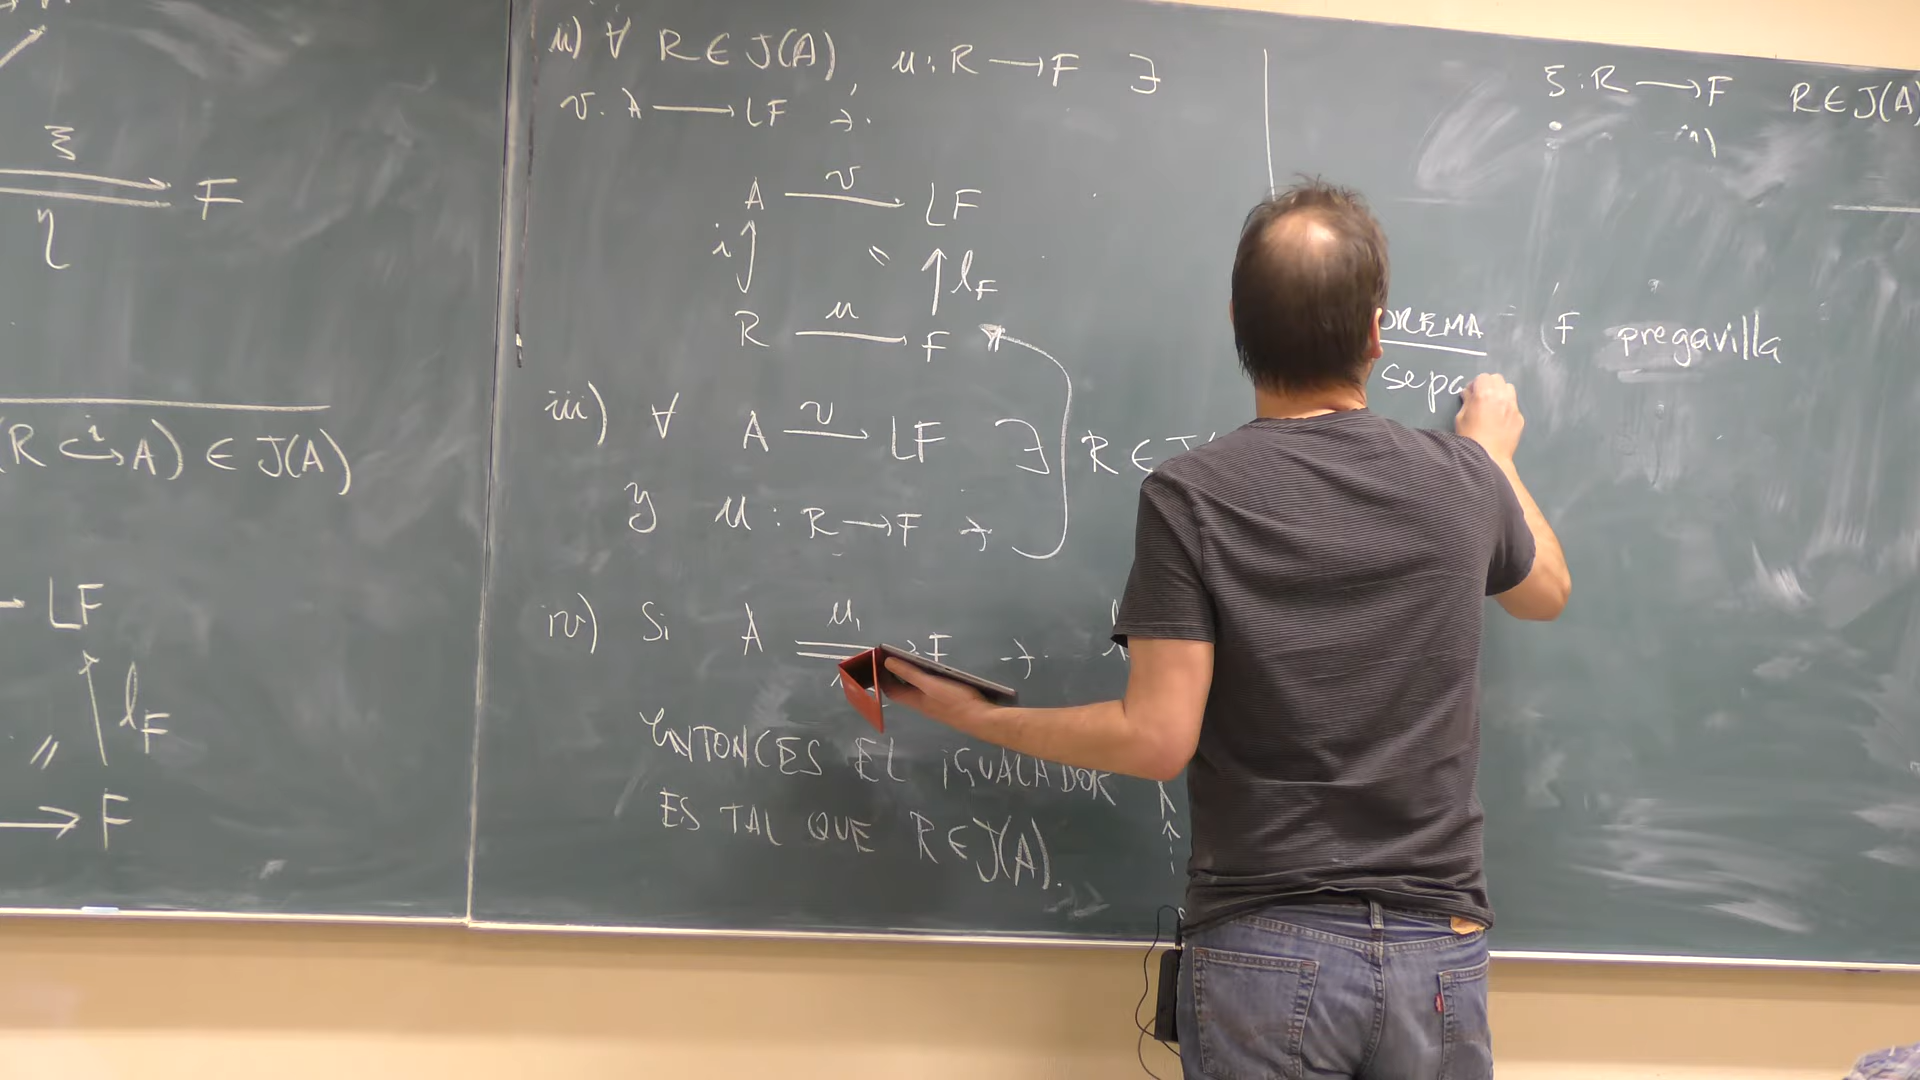 ξ
⇉ F
η
(R ↪ A) ∈ J(A)
i
→ LF
↑ l_F
〃
→ F
ii) ∀ R ∈ J(A), u: R → F ∃
v: A → LF ⊰.
A —v→ LF
i ↑ 〃 ↑ l_F
R —u→ F
iii) ∀ A —v→ LF ∃ R ∈ J(
y u: R → F ⊰
iv) Si A ⇉ F ⊰.
u₁
ENTONCES EL IGUALADOR
ES TAL QUE R ∈ J(A).
ξ: R → F R ∈ J(A)
OREMA (F pregavilla
sepa